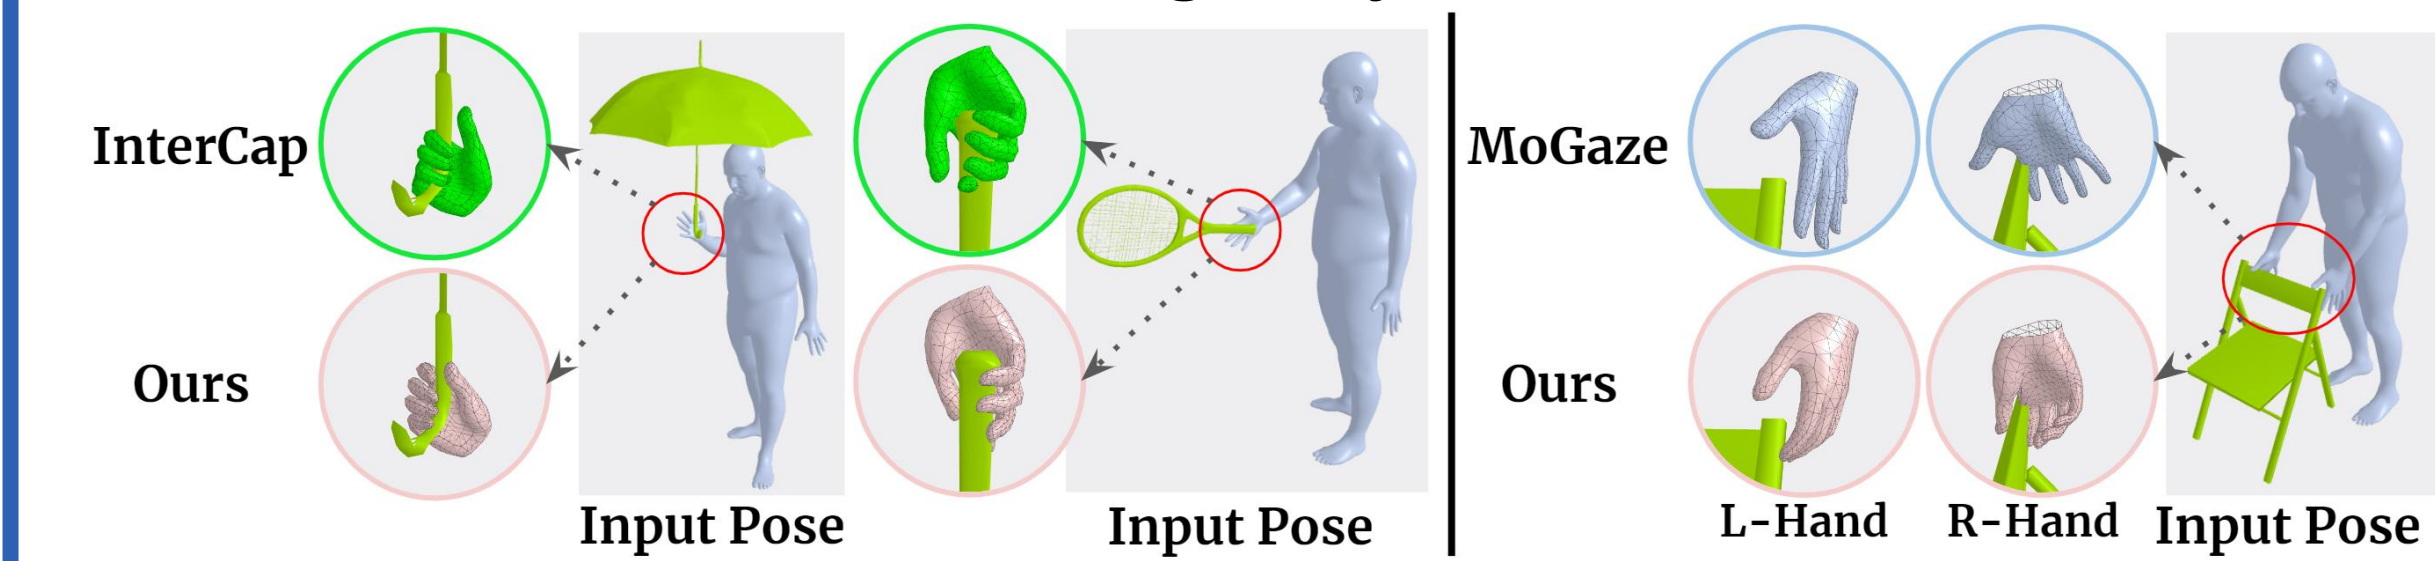 InterCap
Ours
Input Pose
Input Pose
MoGaze
Ours
L-Hand
R-Hand
Input Pose